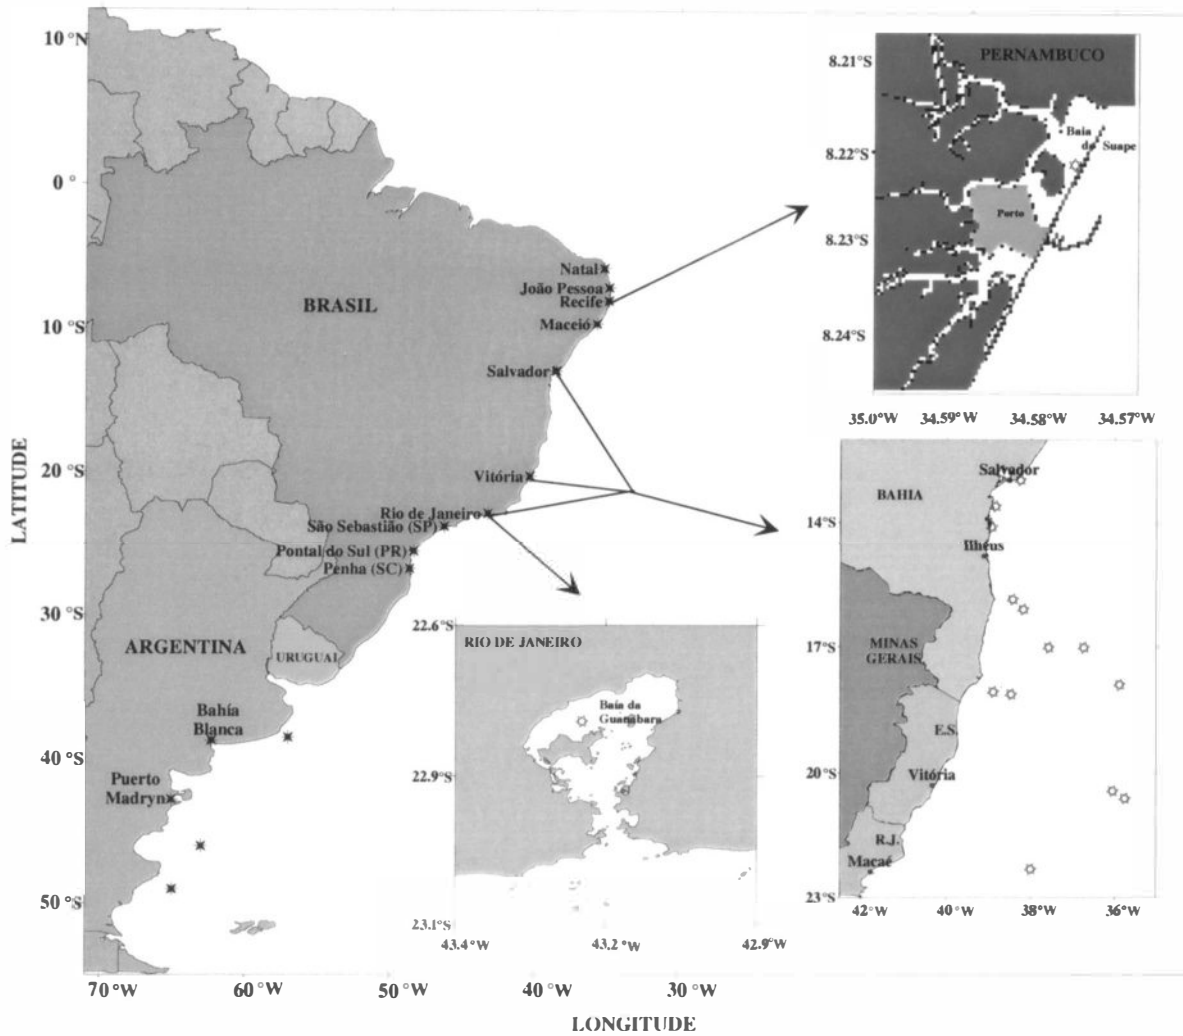 10 °N
0 °
10 °S
20 °S
30 °S
40 °S
50 °S
LATITUDE
70 °W
60 °W
50 °W
40 °W
30 °W
LONGITUDE
BRASIL
ARGENTINA
URUGUAI
Natal
João Pessoa
Recife
Maceió
Salvador
Vitória
Rio de Janeiro
São Sebastião (SP)
Pontal do Sul (PR)
Penha (SC)
Bahía
Blanca
Puerto
Madryn
8.21°S
8.22°S
8.23°S
8.24°S
PERNAMBUCO
Baia
de Suape
Porto
35.0°W
34.59°W
34.58°W
34.57°W
22.6°S
22.9°S
23.1°S
RIO DE JANEIRO
Baía da
Guanabara
43.4°W
43.2°W
42.9°W
14°S
17°S
20°S
23°S
Salvador
BAHIA
Ilhéus
MINAS
GERAIS
E.S.
Vitória
R.J.
Macaé
42°W
40°W
38°W
36°W